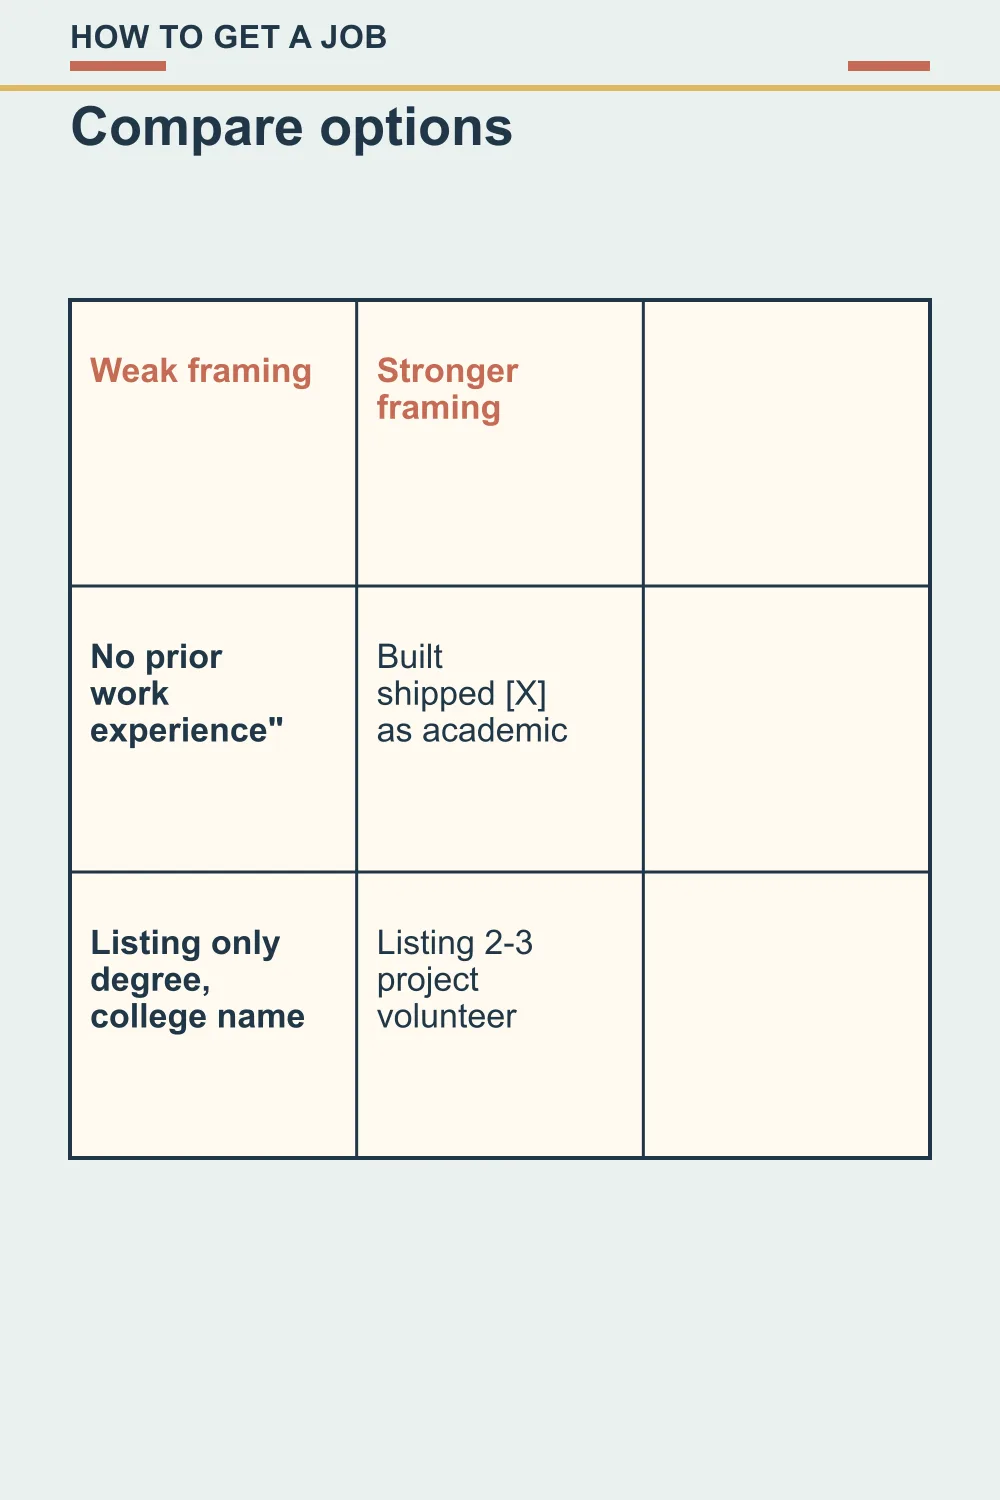 HOW TO GET A JOB
Compare options
Weak framing
Stronger
framing
No prior
work
experience"
Built
shipped [X]
as academic
Listing only
degree,
college name
Listing 2-3
project
volunteer